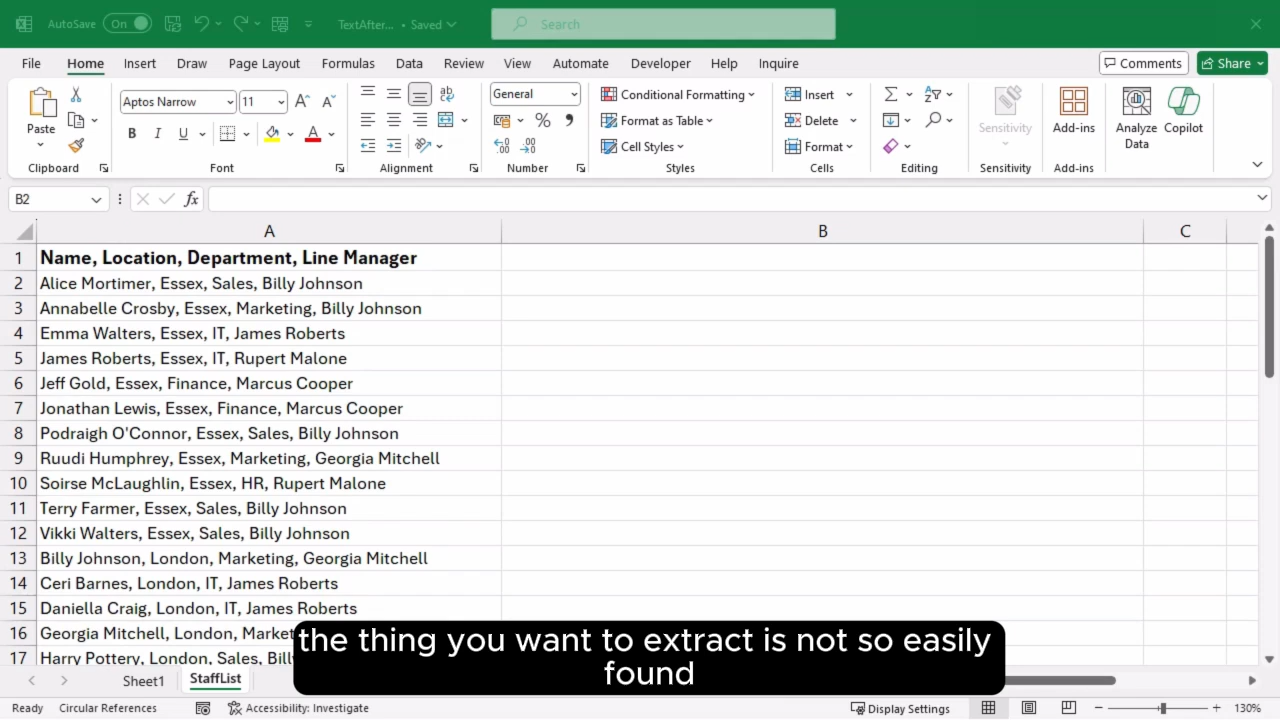 AutoSave On TextAfter... • Saved Search
File Home Insert Draw Page Layout Formulas Data Review View Automate Developer Help Inquire Comments Share
Paste Aptos Narrow 11 General Conditional Formatting Insert Sensitivity Add-ins Analyze Data Copilot
B I U A % Format as Table Delete
Cell Styles Format
Clipboard Font Alignment Number Styles Cells Editing Sensitivity Add-ins
B2 fx
A B C
1 Name, Location, Department, Line Manager
2 Alice Mortimer, Essex, Sales, Billy Johnson
3 Annabelle Crosby, Essex, Marketing, Billy Johnson
4 Emma Walters, Essex, IT, James Roberts
5 James Roberts, Essex, IT, Rupert Malone
6 Jeff Gold, Essex, Finance, Marcus Cooper
7 Jonathan Lewis, Essex, Finance, Marcus Cooper
8 Podraigh O'Connor, Essex, Sales, Billy Johnson
9 Ruudi Humphrey, Essex, Marketing, Georgia Mitchell
10 Soirse McLaughlin, Essex, HR, Rupert Malone
11 Terry Farmer, Essex, Sales, Billy Johnson
12 Vikki Walters, Essex, Sales, Billy Johnson
13 Billy Johnson, London, Marketing, Georgia Mitchell
14 Ceri Barnes, London, IT, James Roberts
15 Daniella Craig, London, IT, James Roberts
16 Georgia Mitchell, London, Market
17 Harry Pottery, London, Sales, Bil
the thing you want to extract is not so easily
found
Sheet1 StaffList
Ready Circular References Accessibility: Investigate Display Settings 130%